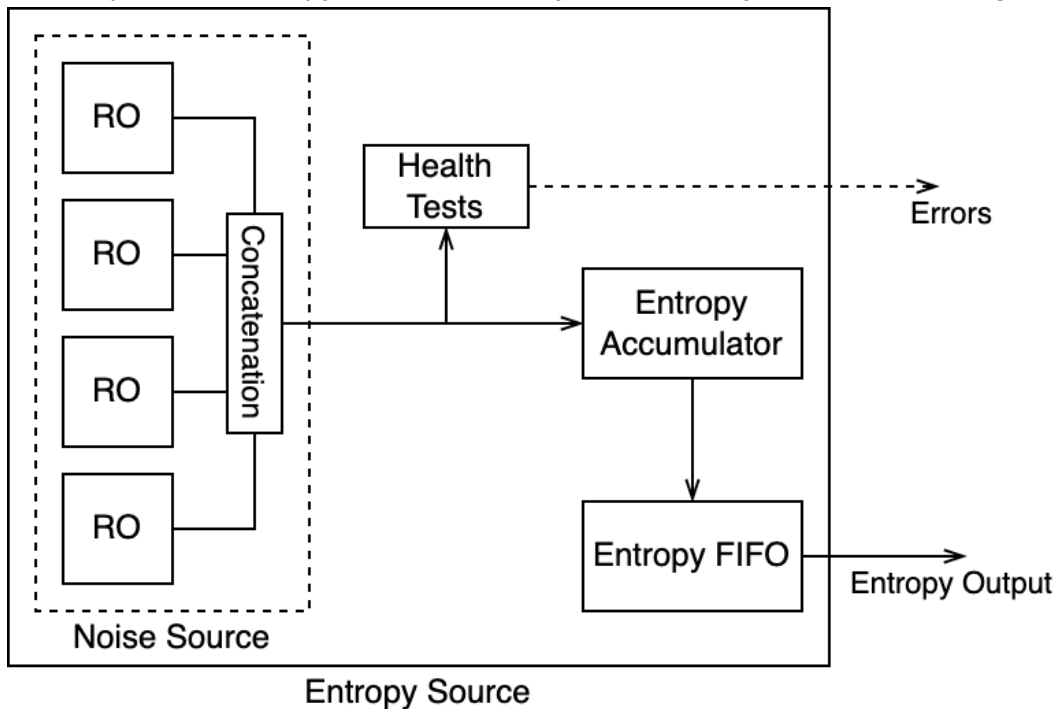 RO
RO
RO
RO
Concatenation
Health
Tests
Errors
Entropy
Accumulator
Entropy FIFO
Entropy Output
Noise Source
Entropy Source